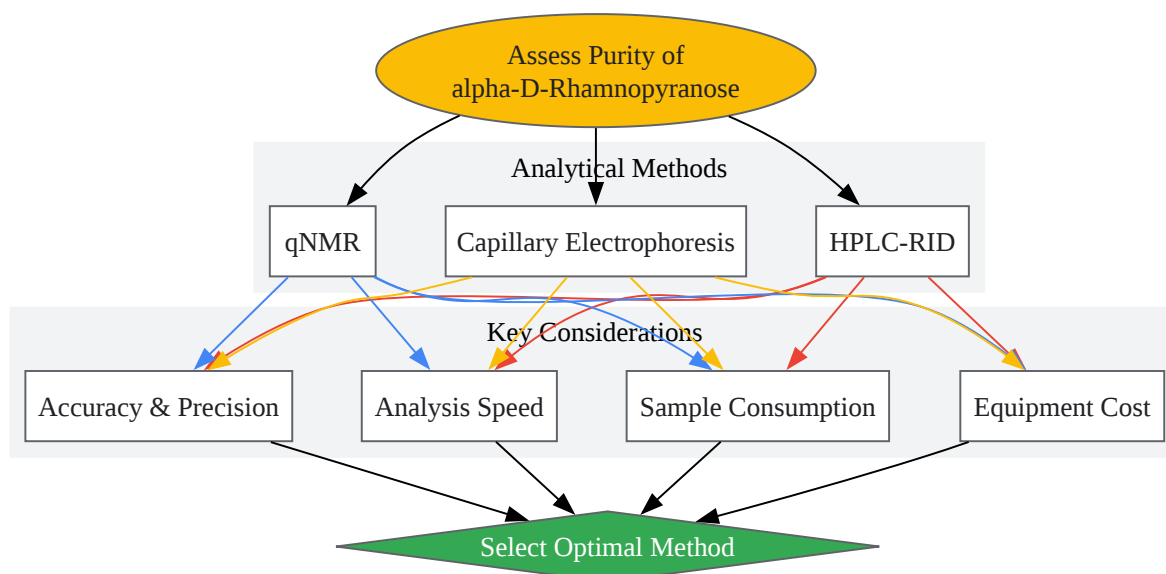 Assess Purity of
alpha-D-Rhamnopyranose
Analytical Methods
qNMR
Capillary Electrophoresis
HPLC-RID
Key Considerations
Accuracy & Precision
Analysis Speed
Sample Consumption
Equipment Cost
Select Optimal Method